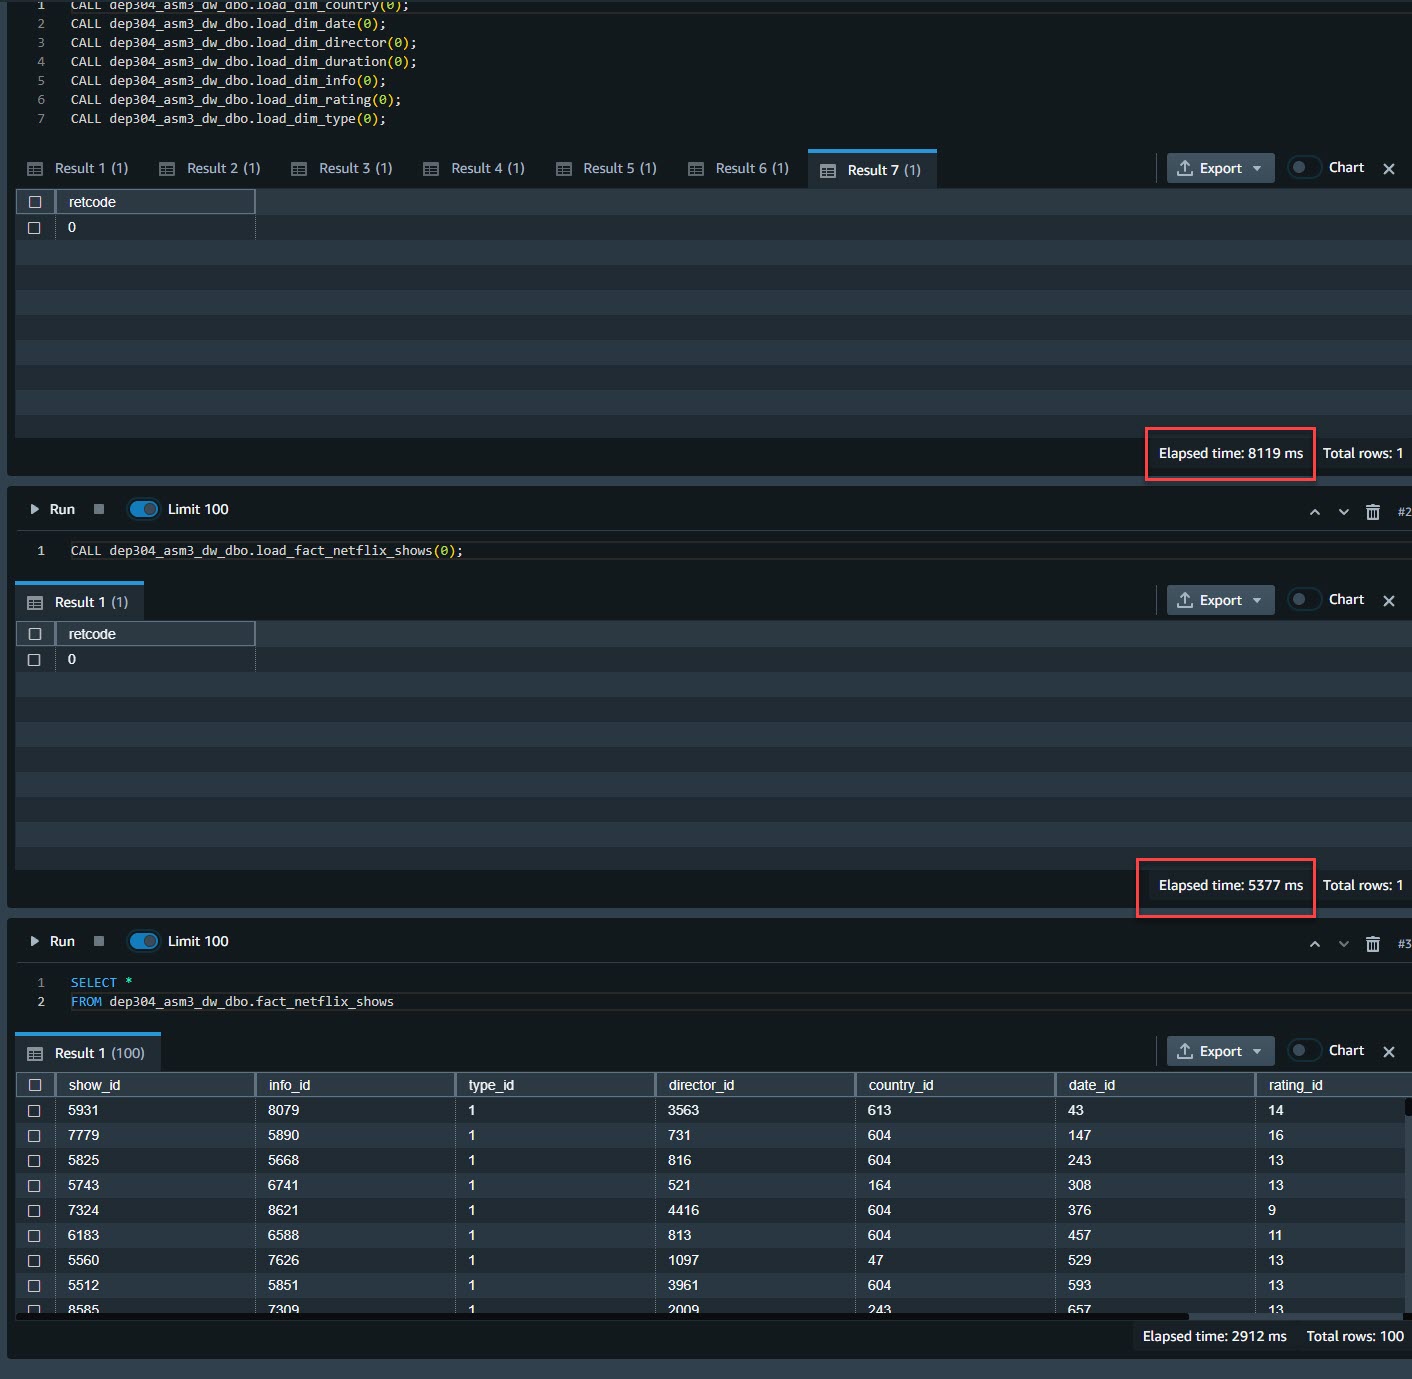 1 CALL dep304_asm3_dw_dbo.load_dim_country(0);
2 CALL dep304_asm3_dw_dbo.load_dim_date(0);
3 CALL dep304_asm3_dw_dbo.load_dim_director(0);
4 CALL dep304_asm3_dw_dbo.load_dim_duration(0);
5 CALL dep304_asm3_dw_dbo.load_dim_info(0);
6 CALL dep304_asm3_dw_dbo.load_dim_rating(0);
7 CALL dep304_asm3_dw_dbo.load_dim_type(0);
Result 1 (1) Result 2 (1) Result 3 (1) Result 4 (1) Result 5 (1) Result 6 (1) Result 7 (1) Export Chart
retcode
0
Elapsed time: 8119 ms Total rows: 1
Run Limit 100 #2
1 CALL dep304_asm3_dw_dbo.load_fact_netflix_shows(0);
Result 1 (1) Export Chart
retcode
0
Elapsed time: 5377 ms Total rows: 1
Run Limit 100 #3
1 SELECT *
2 FROM dep304_asm3_dw_dbo.fact_netflix_shows
Result 1 (100) Export Chart
show_id info_id type_id director_id country_id date_id rating_id
5931 8079 1 3563 613 43 14
7779 5890 1 731 604 147 16
5825 5668 1 816 604 243 13
5743 6741 1 521 164 308 13
7324 8621 1 4416 604 376 9
6183 6588 1 813 604 457 11
5560 7626 1 1097 47 529 13
5512 5851 1 3961 604 593 13
8585 7309 1 2009 243 657 13
Elapsed time: 2912 ms Total rows: 100